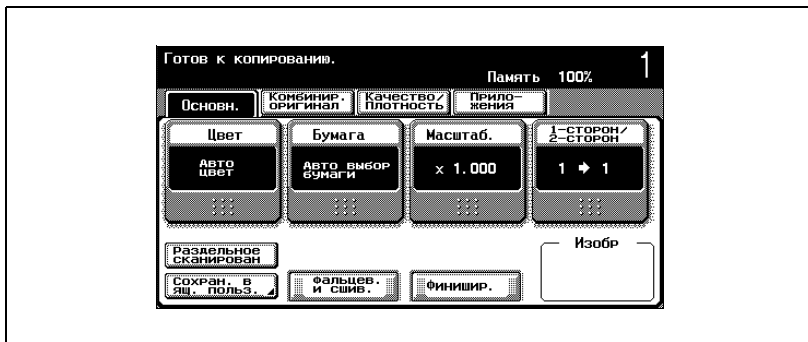 Готов к копированию.
Память 100%
1
Основн.
Комбинир.
оригинал
Качество/
Плотность
Прило-
жения
Цвет
Бумага
Масштаб.
1-сторон/
2-сторон
Авто
цвет
Авто выбор
бумаги
x 1.000
1 → 1
Раздельное
сканирован
Сохран. в
ящ. польз.
Фальцев.
и сшив.
Финишир.
Изобр